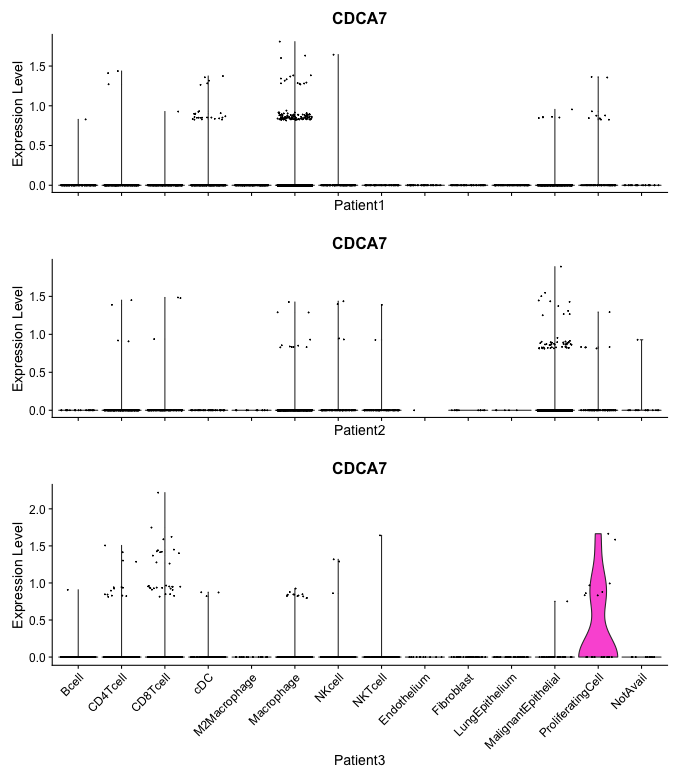 CDCA7
Expression Level
1.5
1.0
0.5
0.0
Patient1
CDCA7
Expression Level
1.5
1.0
0.5
0.0
Patient2
CDCA7
Expression Level
2.0
1.5
1.0
0.5
0.0
Bcell
CD4Tcell
CD8Tcell
cDC
M2Macrophage
Macrophage
NKcell
NKTcell
Endothelium
Fibroblast
LungEpithelium
MalignantEpithelial
ProliferatingCell
NotAvail
Patient3